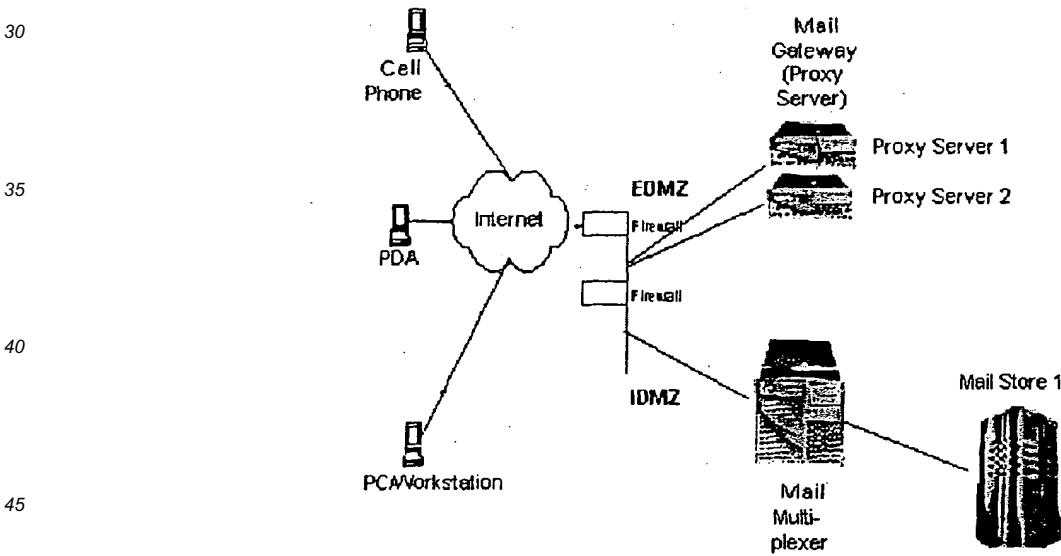 30
Cell
Phone
Mail
Gateway
(Proxy
Server)
Proxy Server 1
35
EDMZ
Proxy Server 2
Internet
Firewall
PDA
Firewall
40
IDMZ
Mail Store 1
PC/Workstation
Mail
Multi-
plexer
45